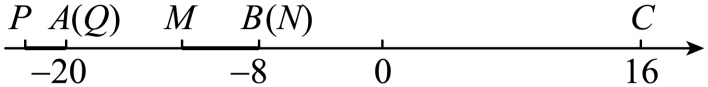 P A(Q) M B(N) C
–20 –8 0 16